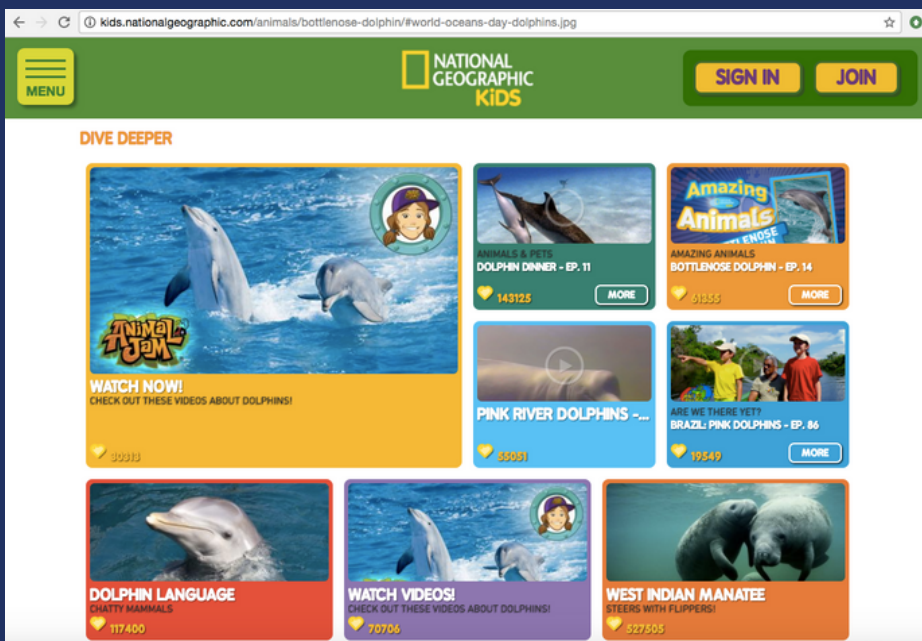 kids.nationalgeographic.com/animals/bottlenose-dolphin/#world-oceans-day-dolphins.jpg
MENU
NATIONAL
GEOGRAPHIC
KiDS
SIGN IN
JOIN
DIVE DEEPER
ANIMAL
JAM
WATCH NOW!
CHECK OUT THESE VIDEOS ABOUT DOLPHINS!
30313
ANIMALS & PETS
DOLPHIN DINNER - EP. 11
143125
MORE
Amazing
Animals
BOTTLENOSE
AMAZING ANIMALS
BOTTLENOSE DOLPHIN - EP. 14
61355
MORE
PINK RIVER DOLPHINS -...
55051
ARE WE THERE YET?
BRAZIL: PINK DOLPHINS - EP. 86
19549
MORE
DOLPHIN LANGUAGE
CHATTY MAMMALS
117400
WATCH VIDEOS!
CHECK OUT THESE VIDEOS ABOUT DOLPHINS!
70706
WEST INDIAN MANATEE
STEERS WITH FLIPPERS!
527505